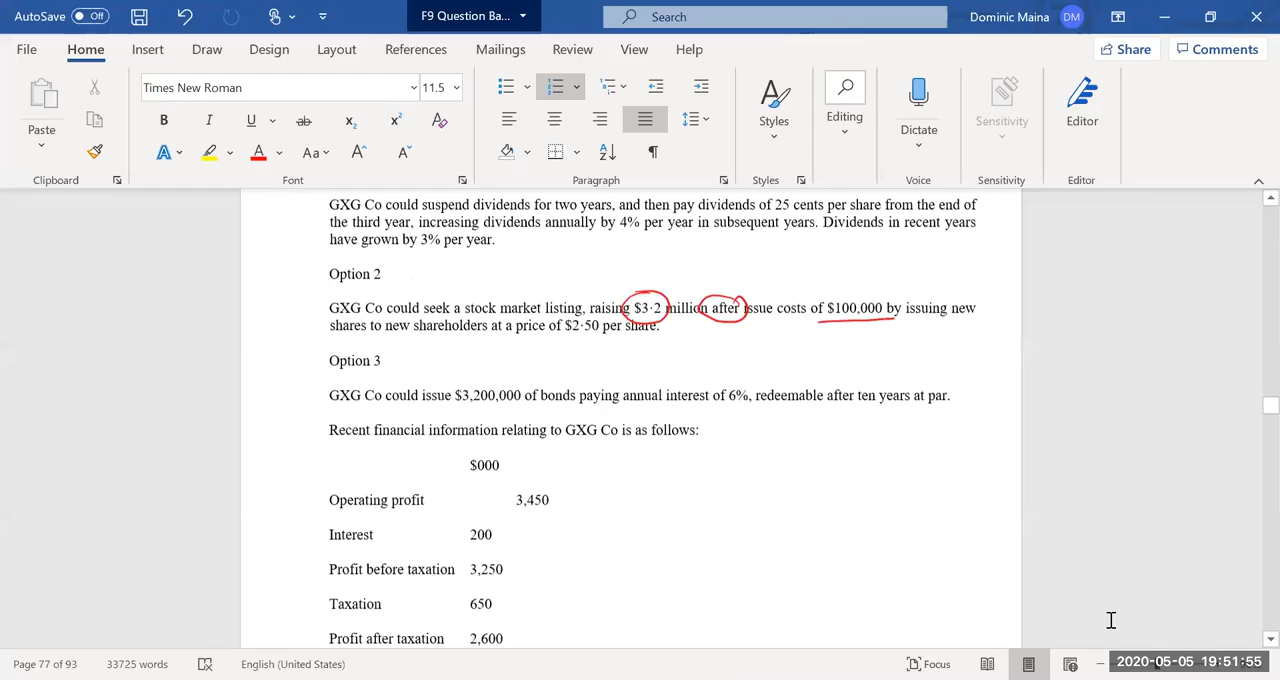 AutoSave Off F9 Question Ba... Search Dominic Maina DM
File Home Insert Draw Design Layout References Mailings Review View Help Share Comments
Times New Roman 11.5
Paste Styles Editing Dictate Sensitivity Editor
Clipboard Font Paragraph Styles Voice Sensitivity Editor
GXG Co could suspend dividends for two years, and then pay dividends of 25 cents per share from the end of
the third year, increasing dividends annually by 4% per year in subsequent years. Dividends in recent years
have grown by 3% per year.
Option 2
GXG Co could seek a stock market listing, raising $3·2 million after issue costs of $100,000 by issuing new
shares to new shareholders at a price of $2·50 per share.
Option 3
GXG Co could issue $3,200,000 of bonds paying annual interest of 6%, redeemable after ten years at par.
Recent financial information relating to GXG Co is as follows:
$000
Operating profit 3,450
Interest 200
Profit before taxation 3,250
Taxation 650
Profit after taxation 2,600
Page 77 of 93 33725 words English (United States) Focus 2020-05-05 19:51:55